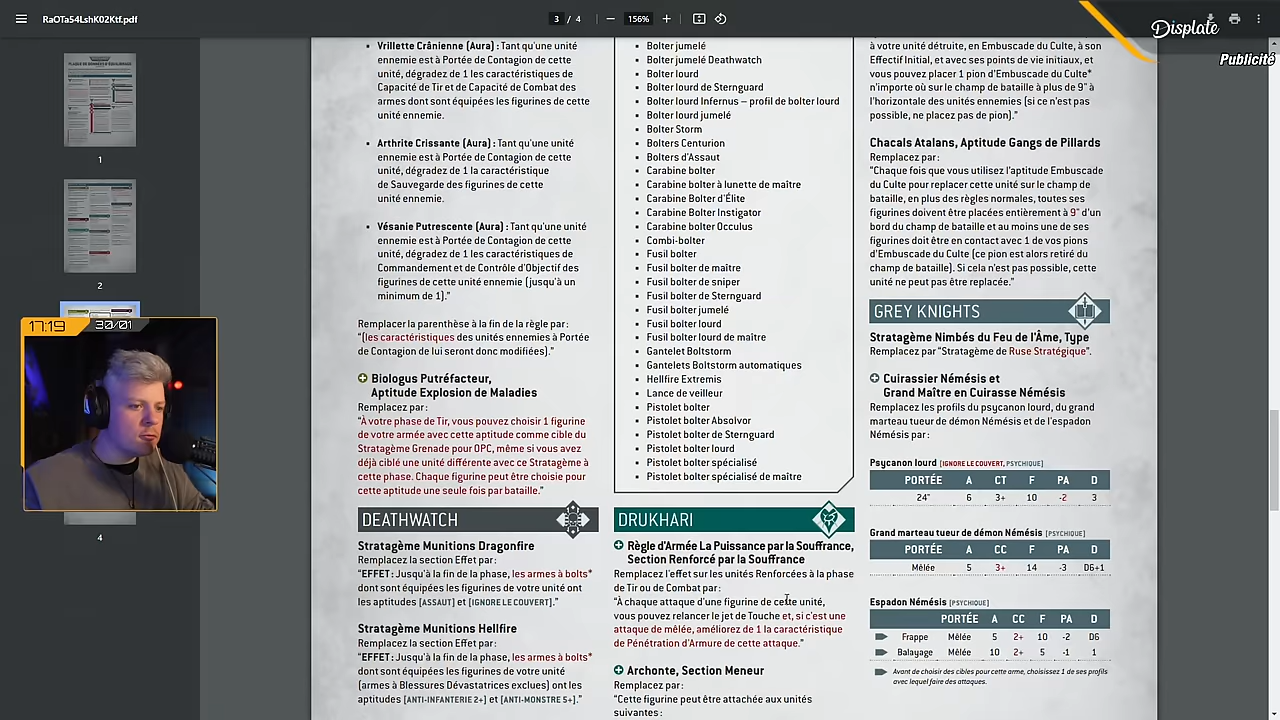 RaOTa54LshK02Ktf.pdf
3 / 4
156%
Displate
Publicité
1
2
4
17:19
30/01
Vrillette Crânienne (Aura) : Tant qu'une unité
ennemie est à Portée de Contagion de cette
unité, dégradez de 1 les caractéristiques de
Capacité de Tir et de Capacité de Combat des
armes dont sont équipées les figurines de cette
unité ennemie.
Arthrite Crissante (Aura) : Tant qu'une unité
ennemie est à Portée de Contagion de cette
unité, dégradez de 1 la caractéristique
de Sauvegarde des figurines de cette
unité ennemie.
Vésanie Putrescente (Aura) : Tant qu'une unité
ennemie est à Portée de Contagion de cette
unité, dégradez de 1 les caractéristiques de
Commandement et de Contrôle d'Objectif des
figurines de cette unité ennemie (jusqu'à un
minimum de 1)."
Remplacer la parenthèse à la fin de la règle par :
"(les caractéristiques des unités ennemies à Portée
de Contagion de lui seront donc modifiées)."
Biologus Putréfacteur,
Aptitude Explosion de Maladies
Remplacez par :
"À votre phase de Tir, vous pouvez choisir 1 figurine
de votre armée avec cette aptitude comme cible du
Stratagème Grenade pour 0PC, même si vous avez
déjà ciblé une unité différente avec ce Stratagème à
cette phase. Chaque figurine peut être choisie pour
cette aptitude une seule fois par bataille."
DEATHWATCH
Stratagème Munitions Dragonfire
Remplacez la section Effet par :
"EFFET : Jusqu'à la fin de la phase, les armes à bolts*
dont sont équipées les figurines de votre unité ont
les aptitudes [ASSAUT] et [IGNORE LE COUVERT]."
Stratagème Munitions Hellfire
Remplacez la section Effet par :
"EFFET : Jusqu'à la fin de la phase, les armes à bolts*
dont sont équipées les figurines de votre unité
(armes à Blessures Dévastatrices exclues) ont les
aptitudes [ANTI-INFANTERIE 2+] et [ANTI-MONSTRE 5+]."
Bolter jumelé
Bolter jumelé Deathwatch
Bolter lourd
Bolter lourd de Sternguard
Bolter lourd Infernus – profil de bolter lourd
Bolter lourd jumelé
Bolter Storm
Bolters Centurion
Bolters d'Assaut
Carabine bolter
Carabine bolter à lunette de maître
Carabine Bolter d'Élite
Carabine Bolter Instigator
Carabine bolter Occulus
Combi-bolter
Fusil bolter
Fusil bolter de maître
Fusil bolter de sniper
Fusil bolter de Sternguard
Fusil bolter jumelé
Fusil bolter lourd
Fusil bolter lourd de maître
Gantelet Boltstorm
Gantelets Boltstorm automatiques
Hellfire Extremis
Lance de veilleur
Pistolet bolter
Pistolet bolter Absolvor
Pistolet bolter de Sternguard
Pistolet bolter lourd
Pistolet bolter spécialisé
Pistolet bolter spécialisé de maître
DRUKHARI
Règle d'Armée La Puissance par la Souffrance,
Section Renforcé par la Souffrance
Remplacez l'effet sur les unités Renforcées à la phase
de Tir ou de Combat par :
"À chaque attaque d'une figurine de cette unité,
vous pouvez relancer le jet de Touche et, si c'est une
attaque de mêlée, améliorez de 1 la caractéristique
de Pénétration d'Armure de cette attaque."
Archonte, Section Meneur
Remplacez par :
"Cette figurine peut être attachée aux unités
suivantes :
à votre unité détruite, en Embuscade du Culte, à son
Effectif Initial, et avec ses points de vie initiaux, et
vous pouvez placer 1 pion d'Embuscade du Culte*
n'importe où sur le champ de bataille à plus de 9" à
l'horizontale des unités ennemies (si ce n'est pas
possible, ne placez pas de pion)."
Chacals Atalans, Aptitude Gangs de Pillards
Remplacez par :
"Chaque fois que vous utilisez l'aptitude Embuscade
du Culte pour replacer cette unité sur le champ de
bataille, en plus des règles normales, toutes ses
figurines doivent être placées entièrement à 9" d'un
bord du champ de bataille et au moins une de ses
figurines doit être en contact avec 1 de vos pions
d'Embuscade du Culte (ce pion est alors retiré du
champ de bataille). Si cela n'est pas possible, cette
unité ne peut pas être replacée."
GREY KNIGHTS
Stratagème Nimbés du Feu de l'Âme, Type
Remplacez par "Stratagème de Ruse Stratégique".
Cuirassier Némésis et
Grand Maître en Cuirasse Némésis
Remplacez les profils du psycanon lourd, du grand
marteau tueur de démon Némésis et de l'espadon
Némésis par :
Psycanon lourd [IGNORE LE COUVERT, PSYCHIQUE]
PORTÉE A CT F PA D
24" 6 3+ 10 -2 3
Grand marteau tueur de démon Némésis [PSYCHIQUE]
PORTÉE A CC F PA D
Mêlée 5 3+ 14 -3 D6+1
Espadon Némésis [PSYCHIQUE]
PORTÉE A CC F PA D
Frappe Mêlée 5 2+ 10 -2 D6
Balayage Mêlée 10 2+ 5 -1 1
Avant de choisir des cibles pour cette arme, choisissez 1 de ses profils
avec lequel faire des attaques.